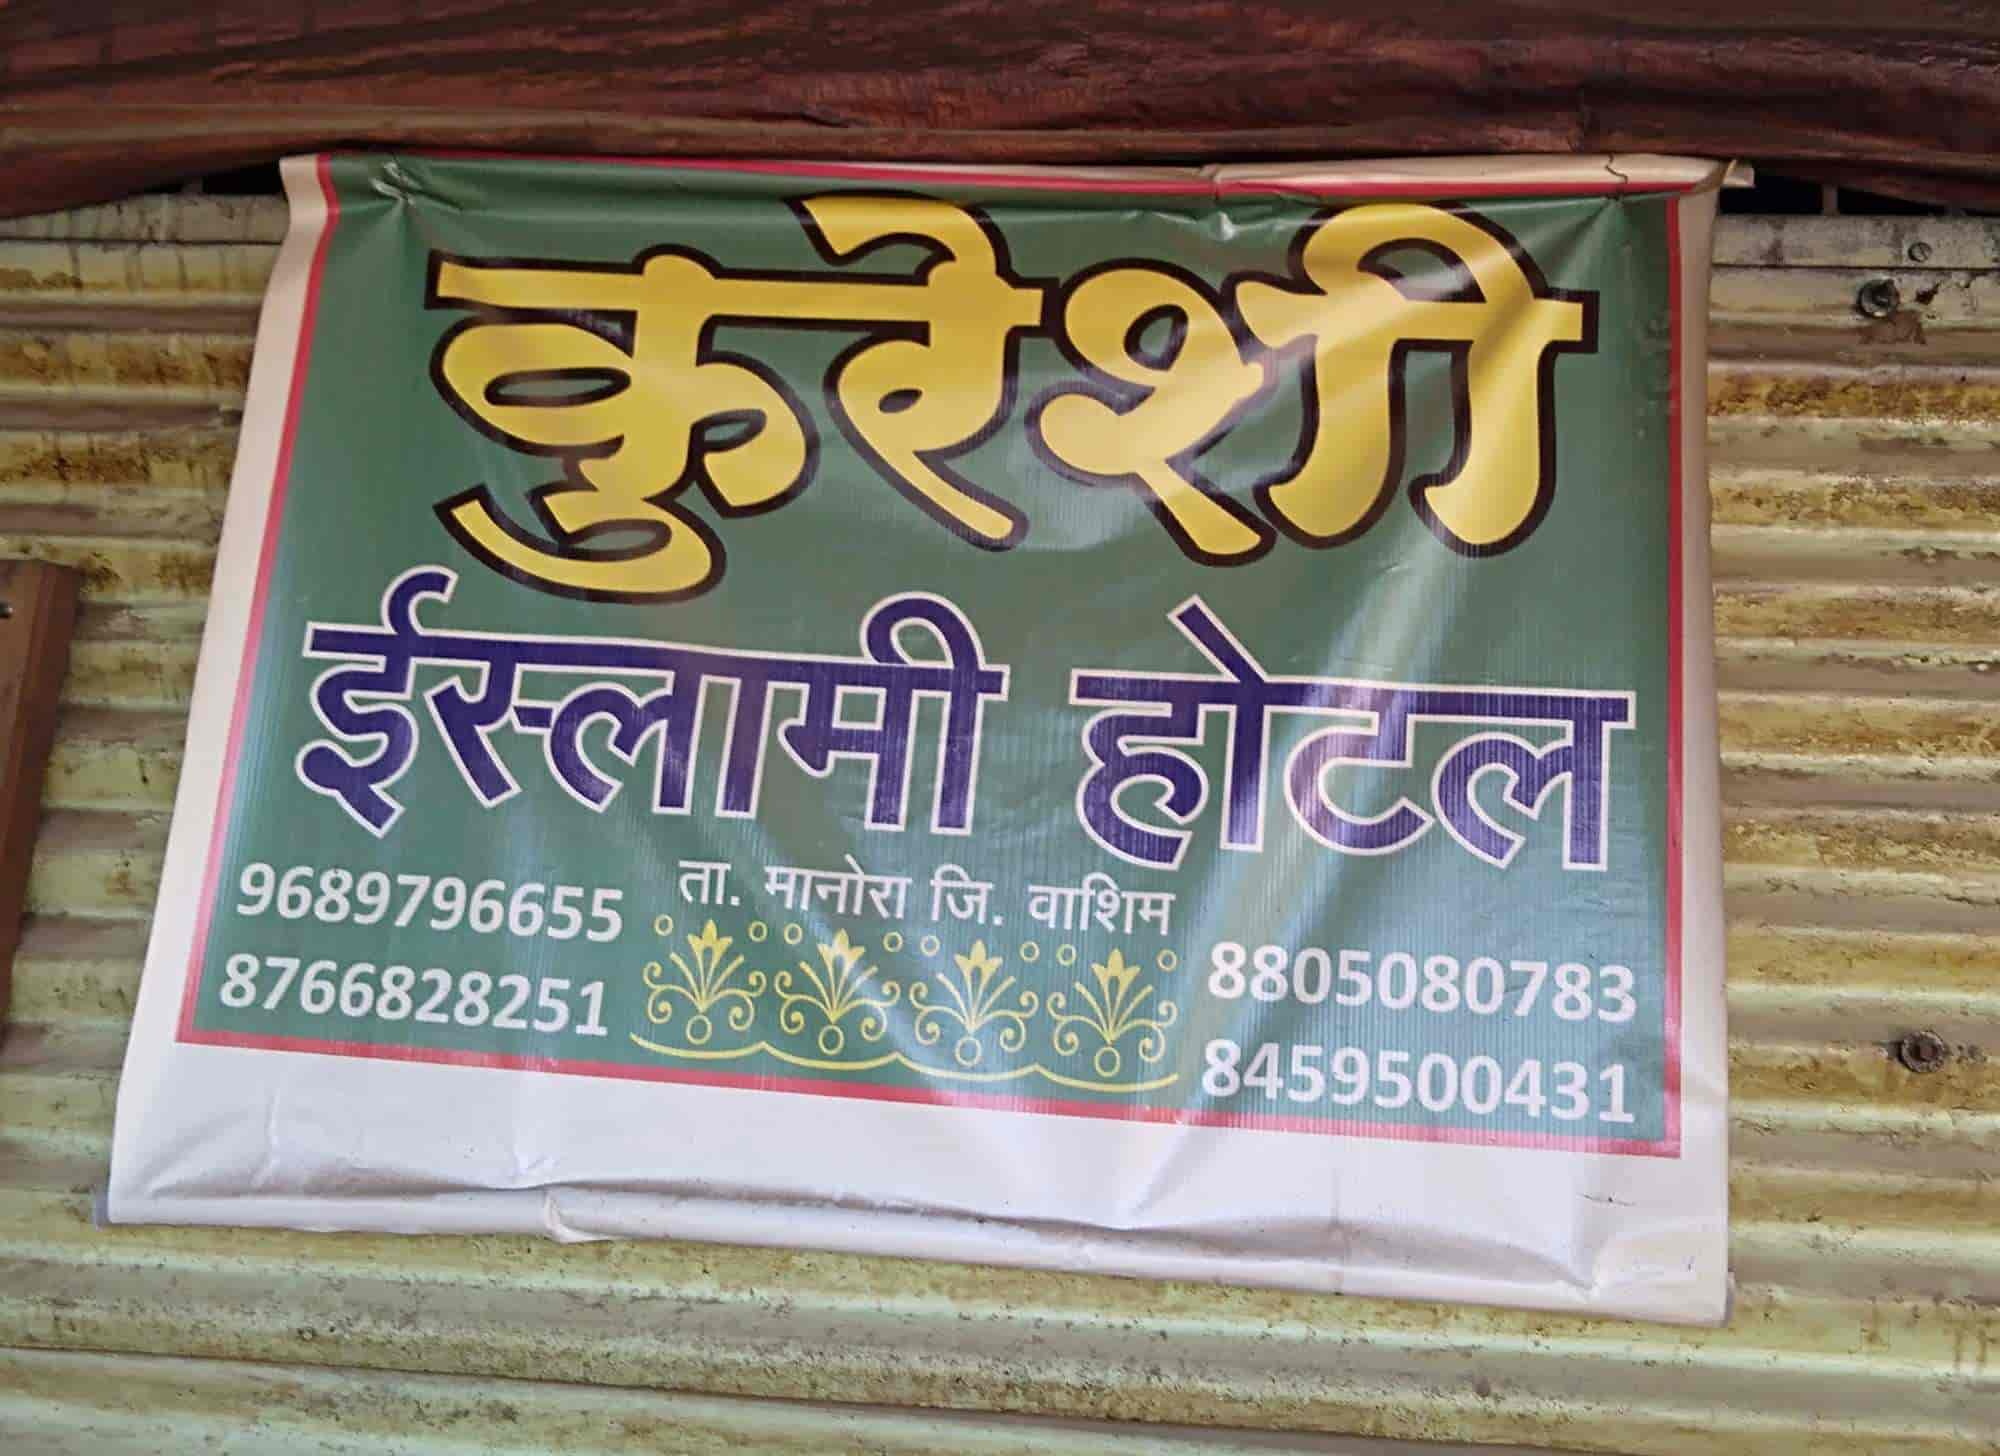 कुरेशी
ईस्लामी होटल
ता. मानोरा जि. वाशिम
9689796655
8766828251
8805080783
8459500431